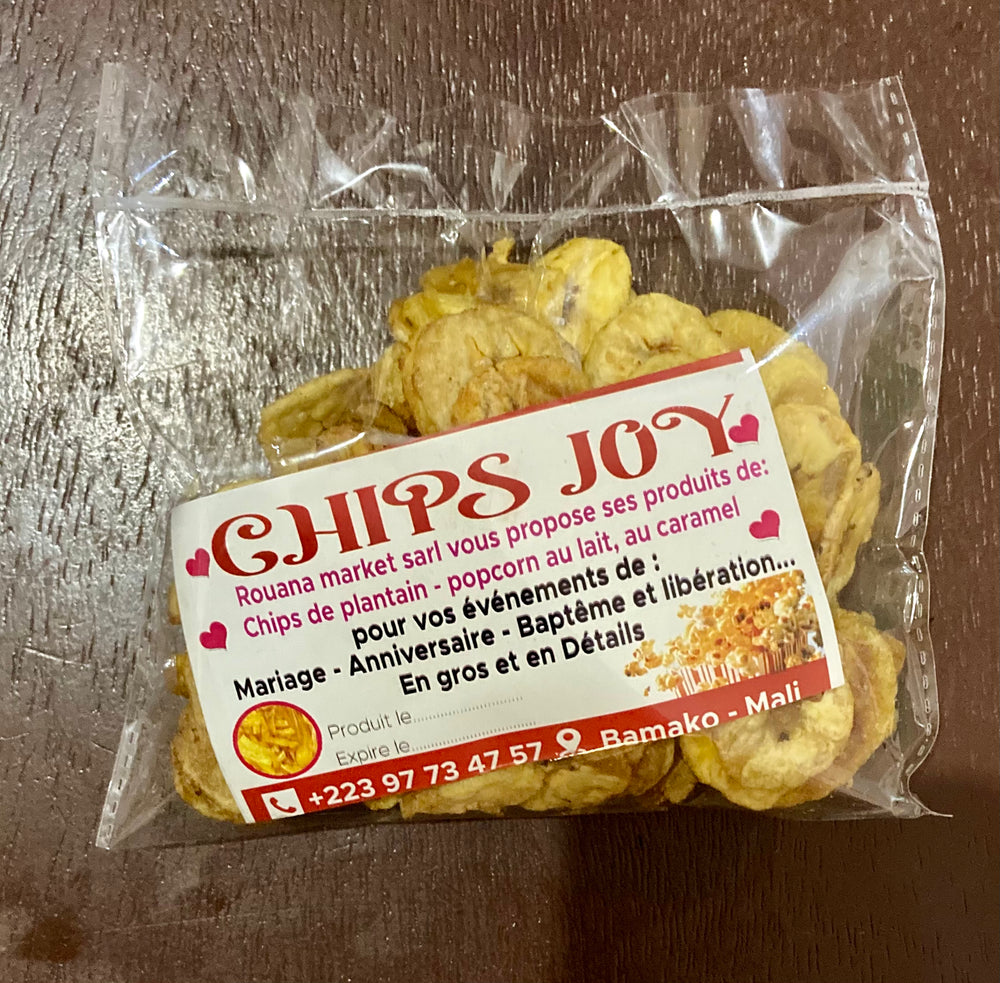 CHIPS JOY
Rouana market sarl vous propose ses produits de:
Chips de plantain - popcorn au lait, au caramel
pour vos événements de :
Mariage - Anniversaire - Baptême et libération...
En gros et en Détails
Produit le...........................
Expire le............................
+223 97 73 47 57 Bamako - Mali